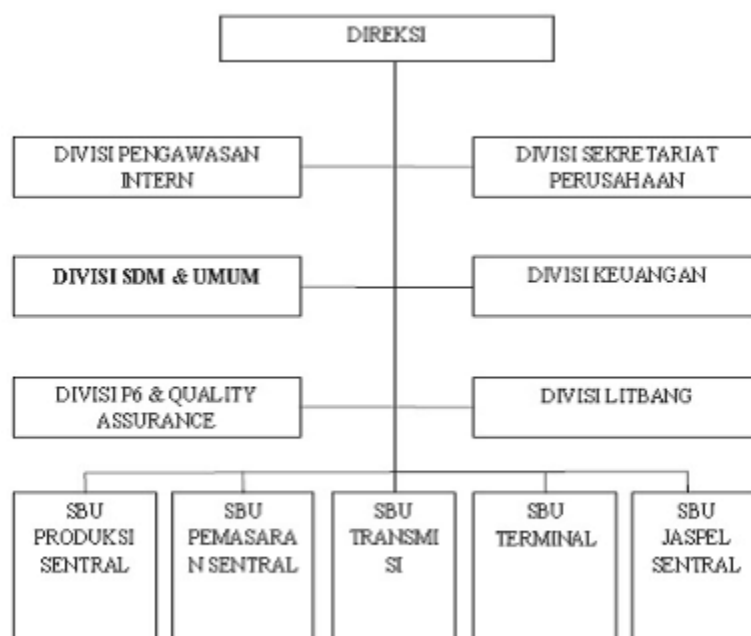 DIREKSI
DIVISI PENGAWASAN
INTERN
DIVISI SEKRETARIAT
PERUSAHAAN
DIVISI SDM & UMUM
DIVISI KEUANGAN
DIVISI P6 & QUALITY
ASSURANCE
DIVISI LITBANG
SBU
PRODUKSI
SENTRAL
SBU
PEMASARA
N SENTRAL
SBU
TRANSMI
SI
SBU
TERMINAL
SBU
JASPEL
SENTRAL